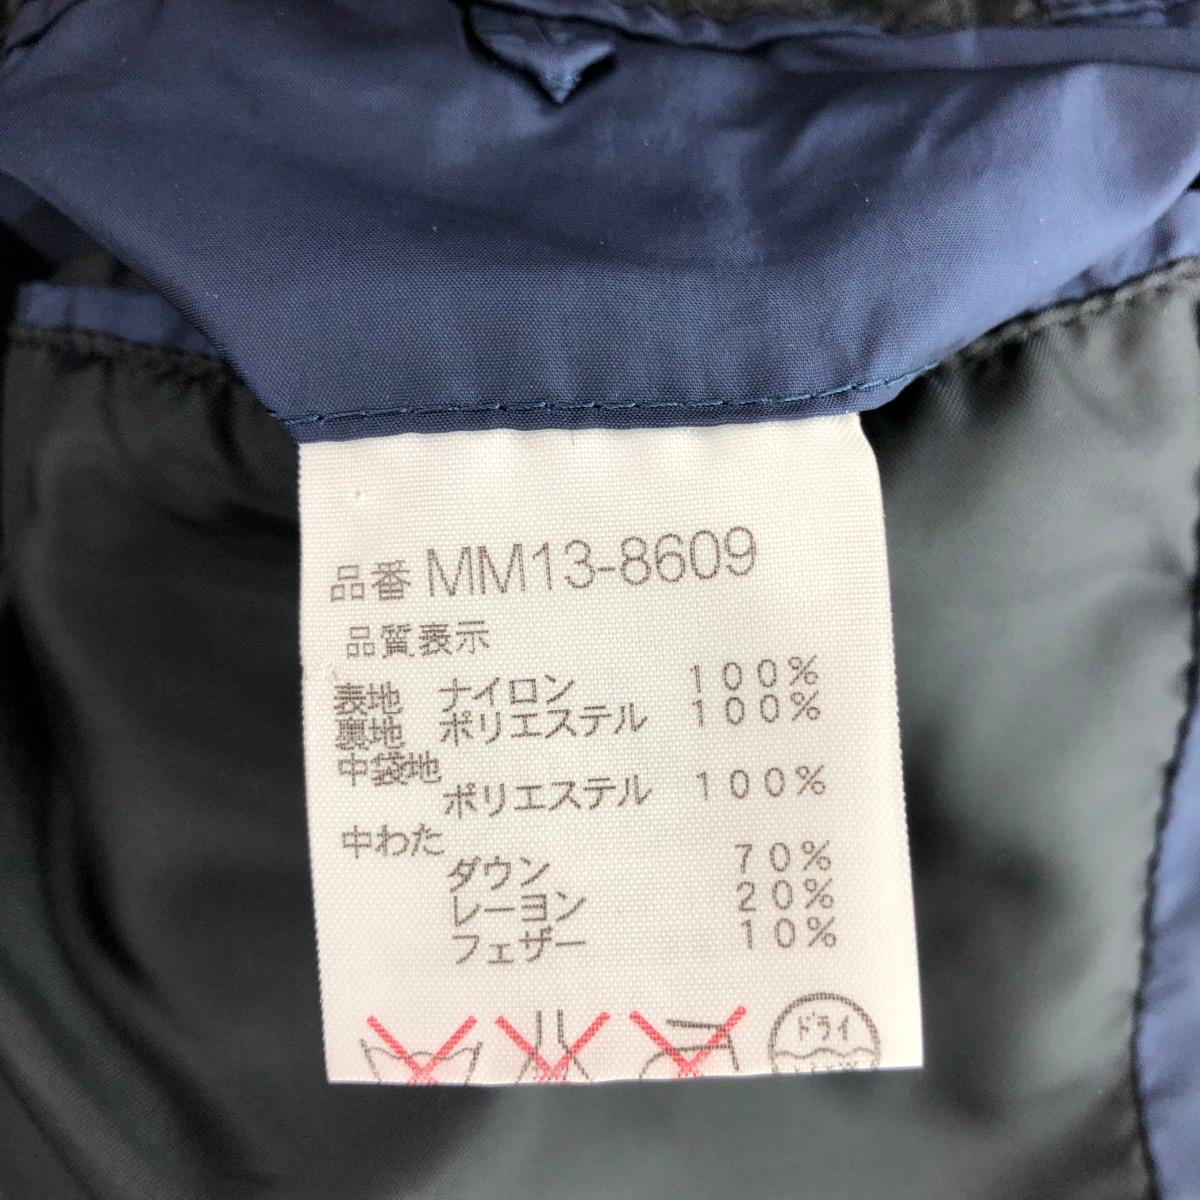 品番 MM13-8609
品質表示
表地 ナイロン 100%
裏地 ポリエステル 100%
中袋地
ポリエステル 100%
中わた
ダウン 70%
レーヨン 20%
フェザー 10%
ドライ